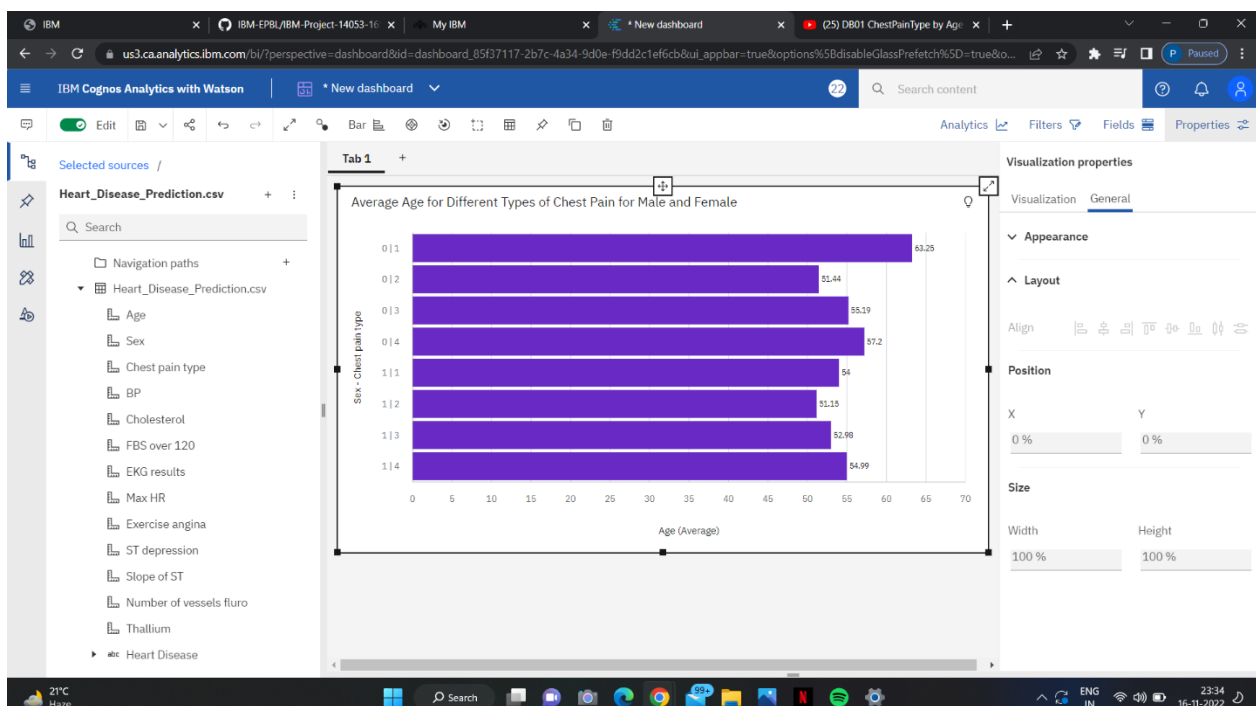 IBM
IBM-EPBL/IBM-Project-14053-16
My IBM
* New dashboard
(25) DB01 ChestPainType by Age
us3.ca.analytics.ibm.com/bi/?perspective=dashboard&id=dashboard_85f37117-2b7c-4a34-9d0e-f9dd2c1ef6cb&ui_appbar=true&options%5BdisableGlassPrefetch%5D=true&o...
P Paused
IBM Cognos Analytics with Watson
* New dashboard
22
Search content
Edit
Bar
Analytics
Filters
Fields
Properties
Selected sources /
Heart_Disease_Prediction.csv
Search
Navigation paths
Heart_Disease_Prediction.csv
Age
Sex
Chest pain type
BP
Cholesterol
FBS over 120
EKG results
Max HR
Exercise angina
ST depression
Slope of ST
Number of vessels fluro
Thallium
abc Heart Disease
Tab 1
Average Age for Different Types of Chest Pain for Male and Female
Sex - Chest pain type
0 | 1 63.25
0 | 2 51.44
0 | 3 55.19
0 | 4 57.2
1 | 1 54
1 | 2 51.15
1 | 3 52.98
1 | 4 54.99
0 5 10 15 20 25 30 35 40 45 50 55 60 65 70
Age (Average)
Visualization properties
Visualization General
Appearance
Layout
Align
Position
X Y
0 % 0 %
Size
Width Height
100 % 100 %
21°C
Haze
Search
99+
ENG
IN
23:34
16-11-2022